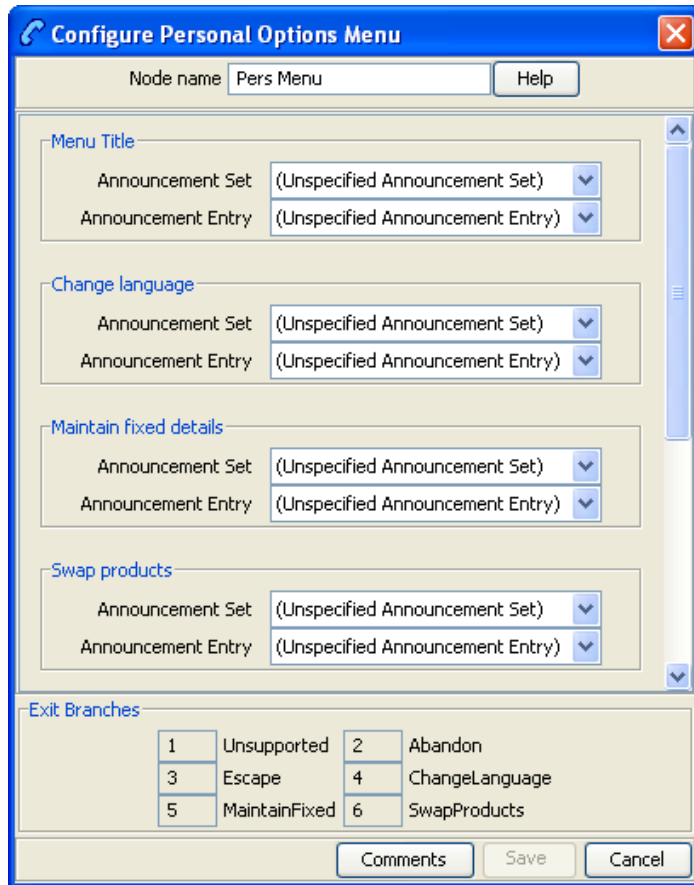 Configure Personal Options Menu
Node name Pers Menu Help
Menu Title
Announcement Set (Unspecified Announcement Set)
Announcement Entry (Unspecified Announcement Entry)
Change language
Announcement Set (Unspecified Announcement Set)
Announcement Entry (Unspecified Announcement Entry)
Maintain fixed details
Announcement Set (Unspecified Announcement Set)
Announcement Entry (Unspecified Announcement Entry)
Swap products
Announcement Set (Unspecified Announcement Set)
Announcement Entry (Unspecified Announcement Entry)
Exit Branches
1 Unsupported 2 Abandon
3 Escape 4 ChangeLanguage
5 MaintainFixed 6 SwapProducts
Comments Save Cancel